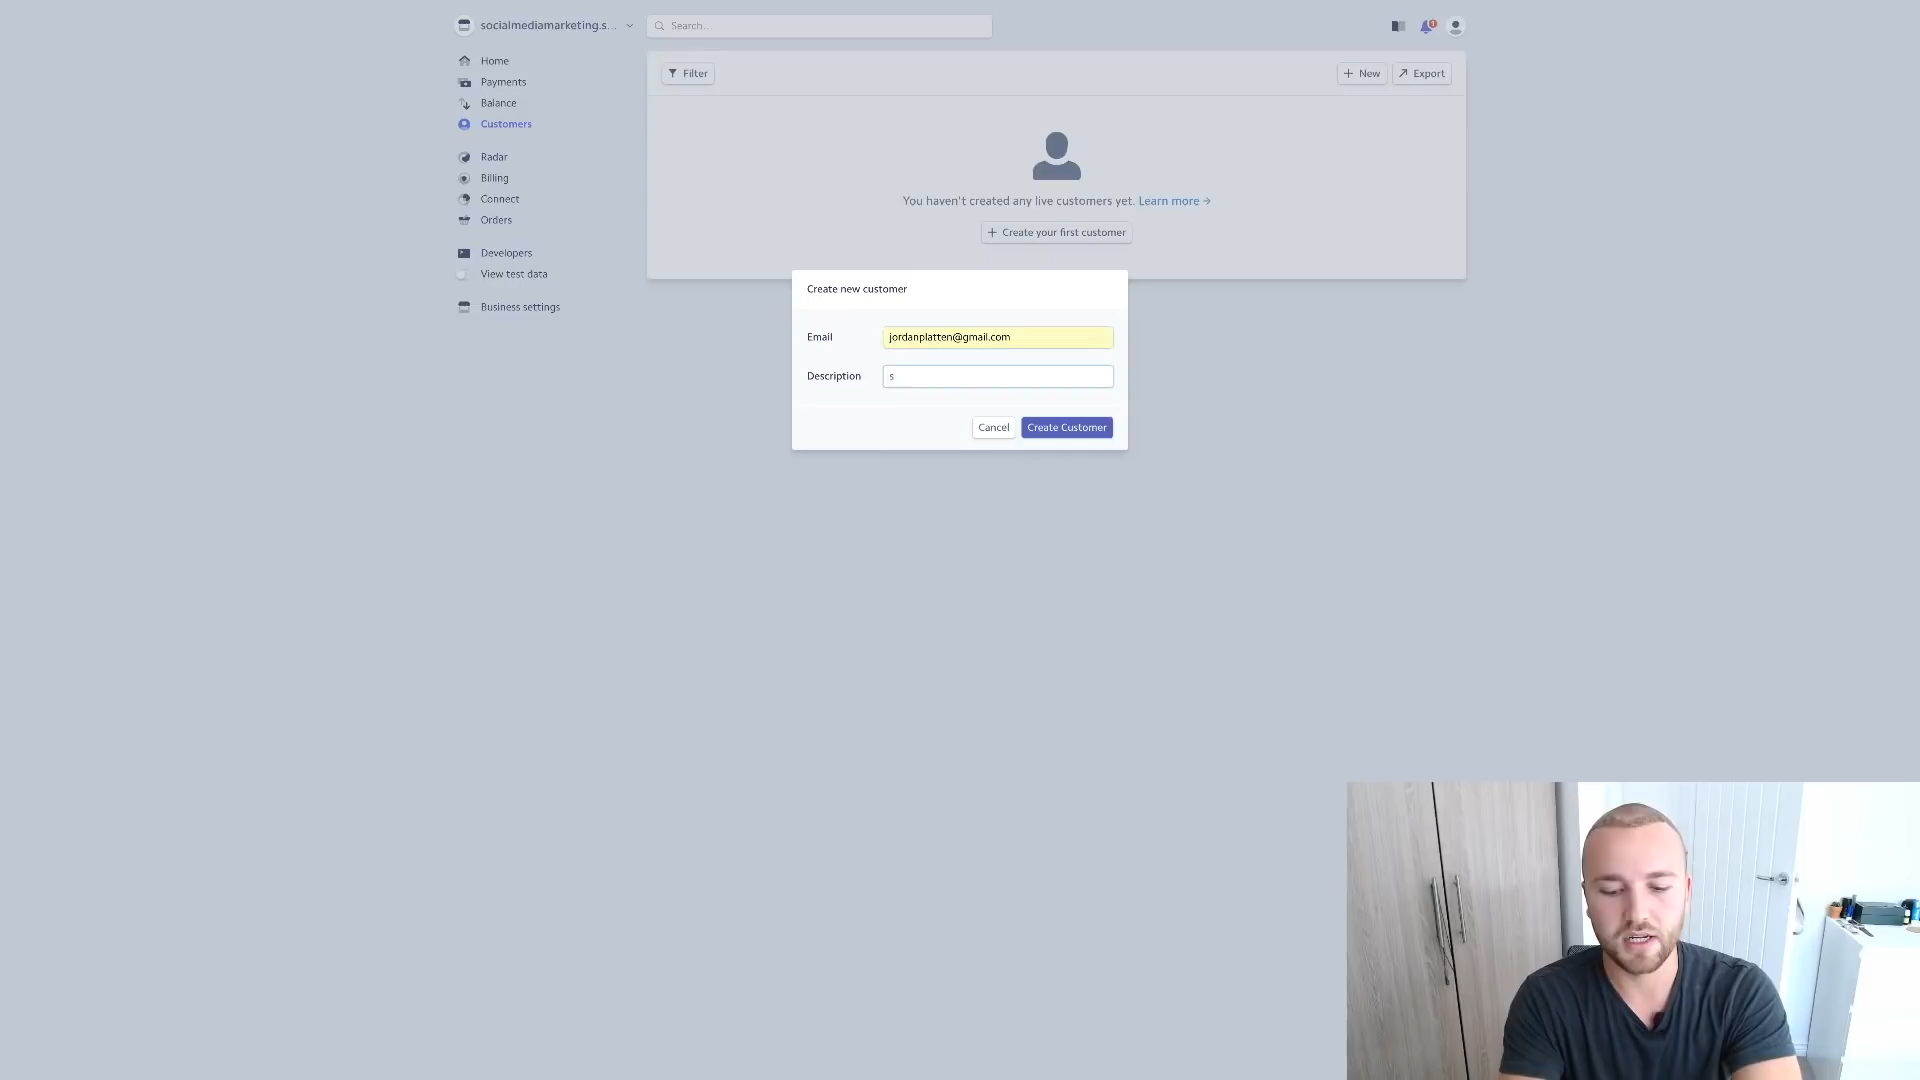 socialmediamarketing.s...
Search...
1
Home
Payments
Balance
Customers
Radar
Billing
Connect
Orders
Developers
View test data
Business settings
Filter
+ New
Export
You haven't created any live customers yet. Learn more →
+ Create your first customer
Create new customer
Email jordanplatten@gmail.com
Description s
Cancel Create Customer